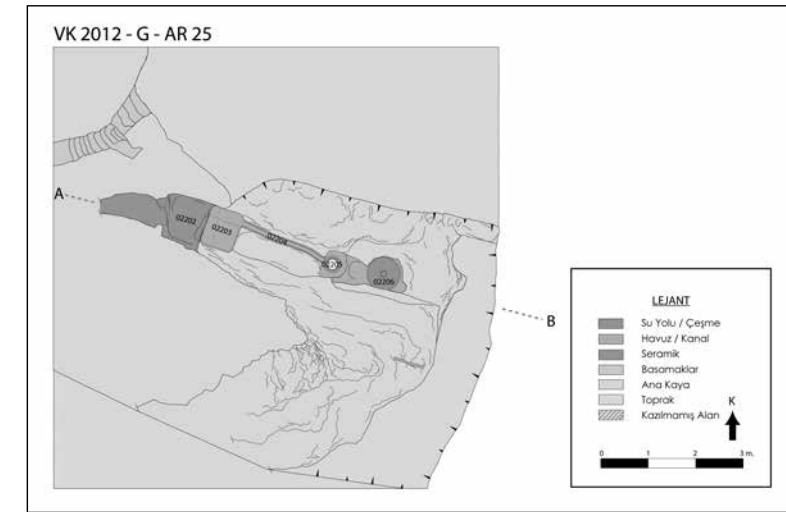 VK 2012 - G - AR 25
A
02202
02203
02204
02205
02206
B
LEJANT
Su Yolu / Çeşme
Havuz / Kanal
Seramik
Basamaklar
Ana Kaya
Toprak
Kazılmamış Alan
K
0 1 2 3 m.